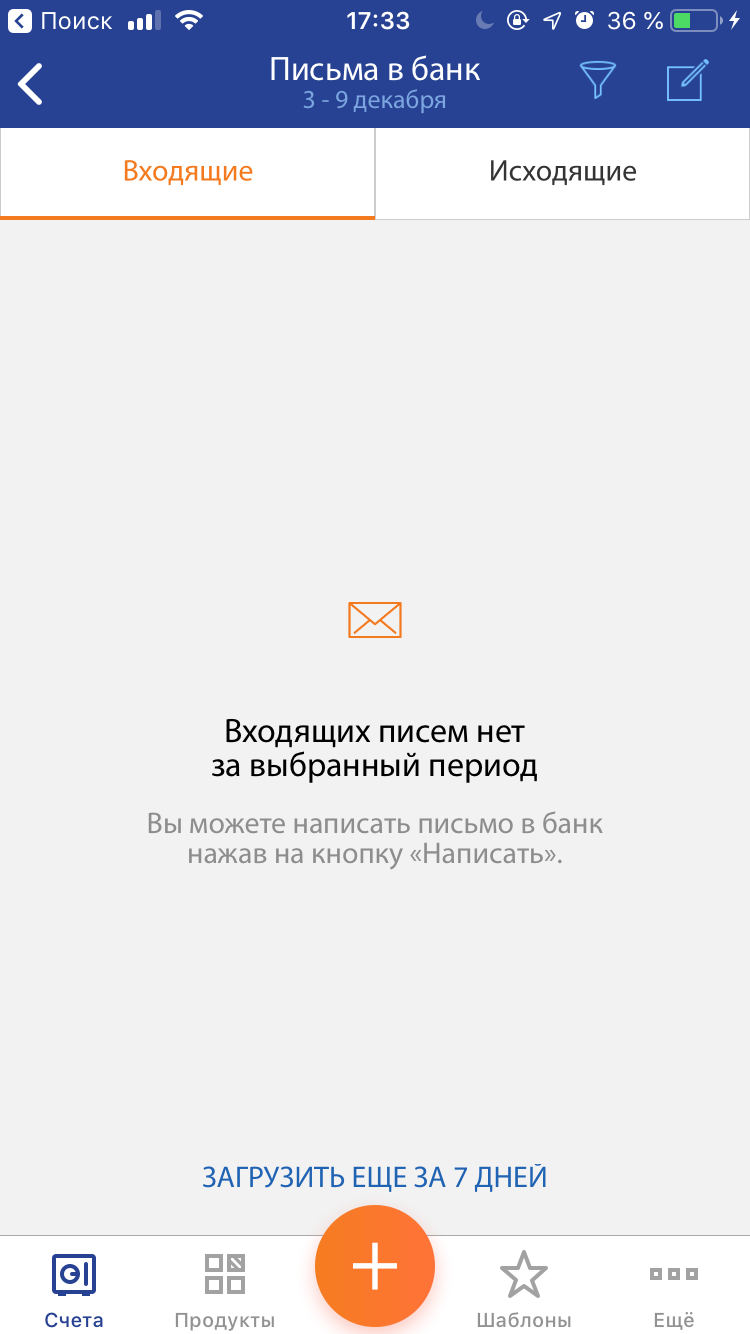 Поиск 17:33 36 %
Письма в банк
3 - 9 декабря
Входящие Исходящие
Входящих писем нет
за выбранный период
Вы можете написать письмо в банк
нажав на кнопку «Написать».
ЗАГРУЗИТЬ ЕЩЕ ЗА 7 ДНЕЙ
Счета Продукты Шаблоны Ещё